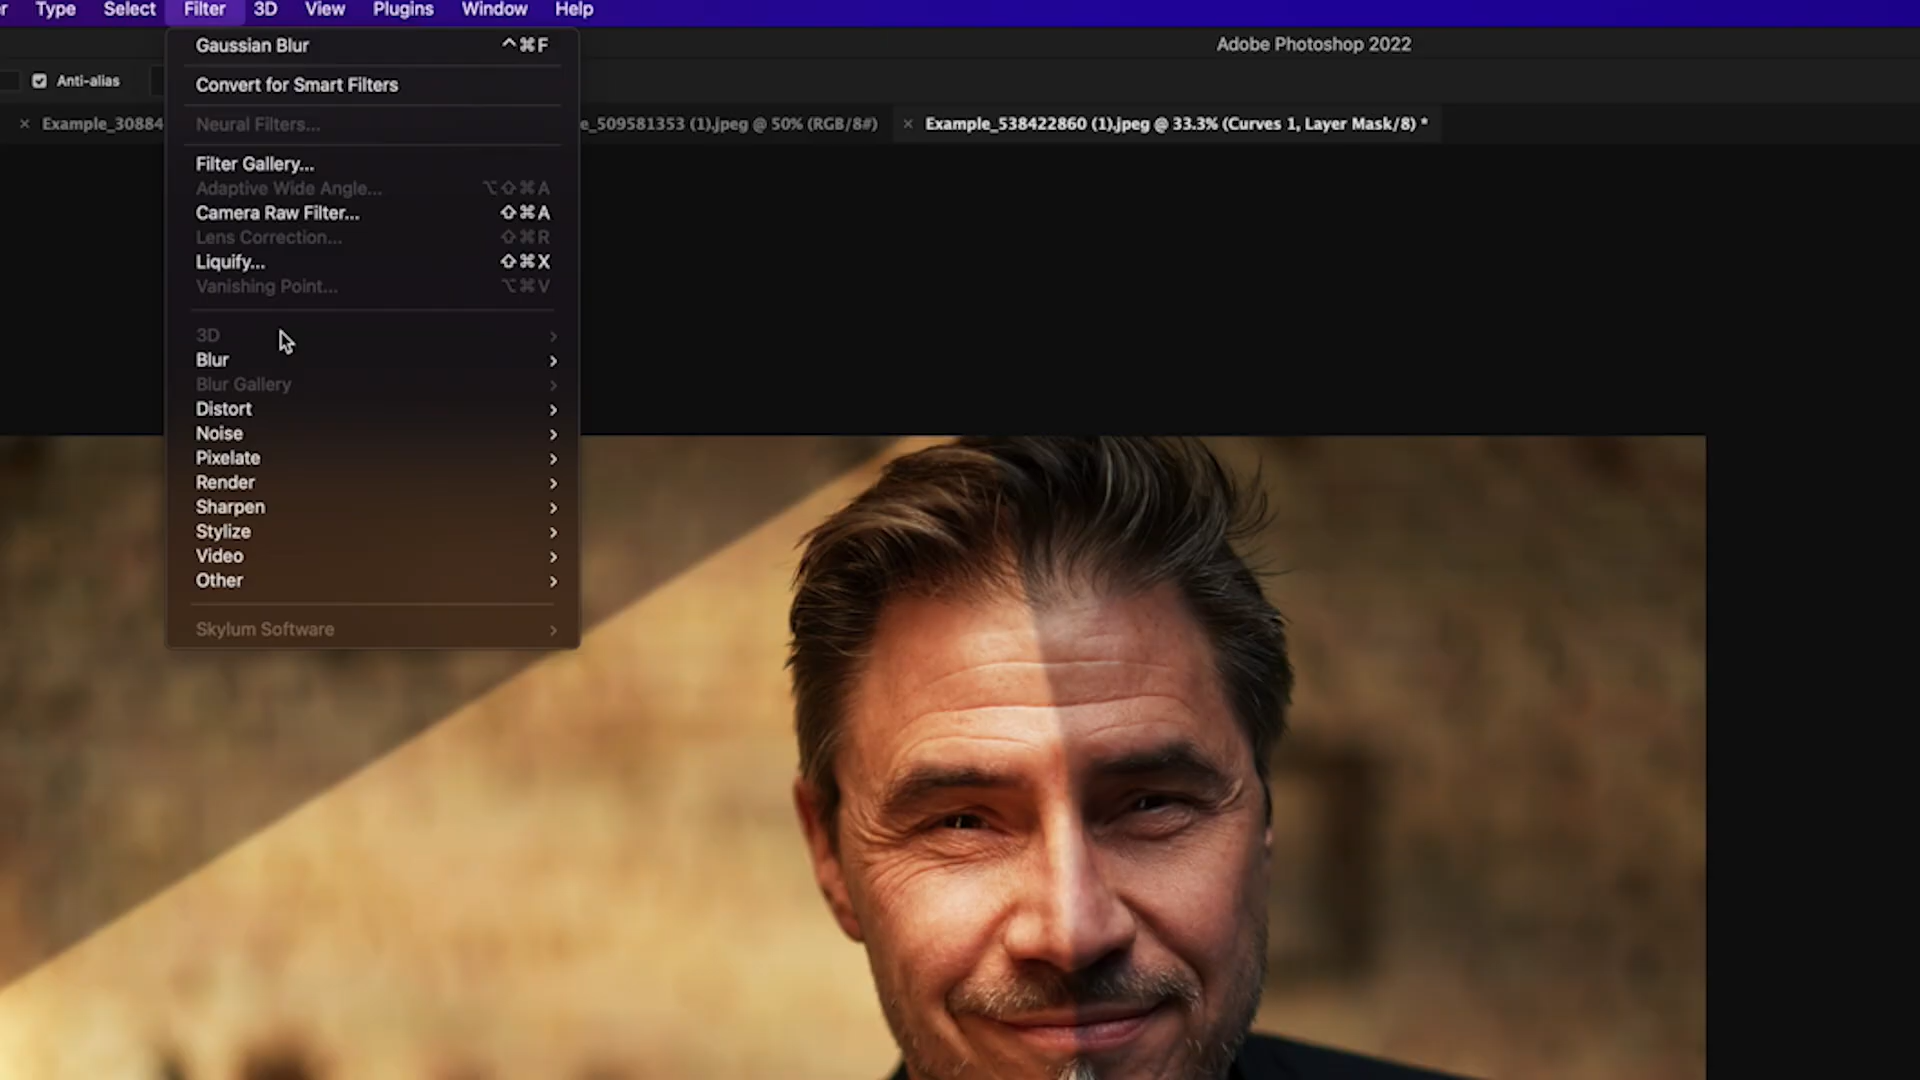 Type Select Filter 3D View Plugins Window Help
Adobe Photoshop 2022
Anti-alias
× Example_30884
e_509581353 (1).jpeg @ 50% (RGB/8#)
× Example_538422860 (1).jpeg @ 33.3% (Curves 1, Layer Mask/8) *
Gaussian Blur ^⌘F
Convert for Smart Filters
Neural Filters...
Filter Gallery...
Adaptive Wide Angle... ⌥⇧⌘A
Camera Raw Filter... ⇧⌘A
Lens Correction... ⇧⌘R
Liquify... ⇧⌘X
Vanishing Point... ⌥⌘V
3D >
Blur >
Blur Gallery >
Distort >
Noise >
Pixelate >
Render >
Sharpen >
Stylize >
Video >
Other >
Skylum Software >